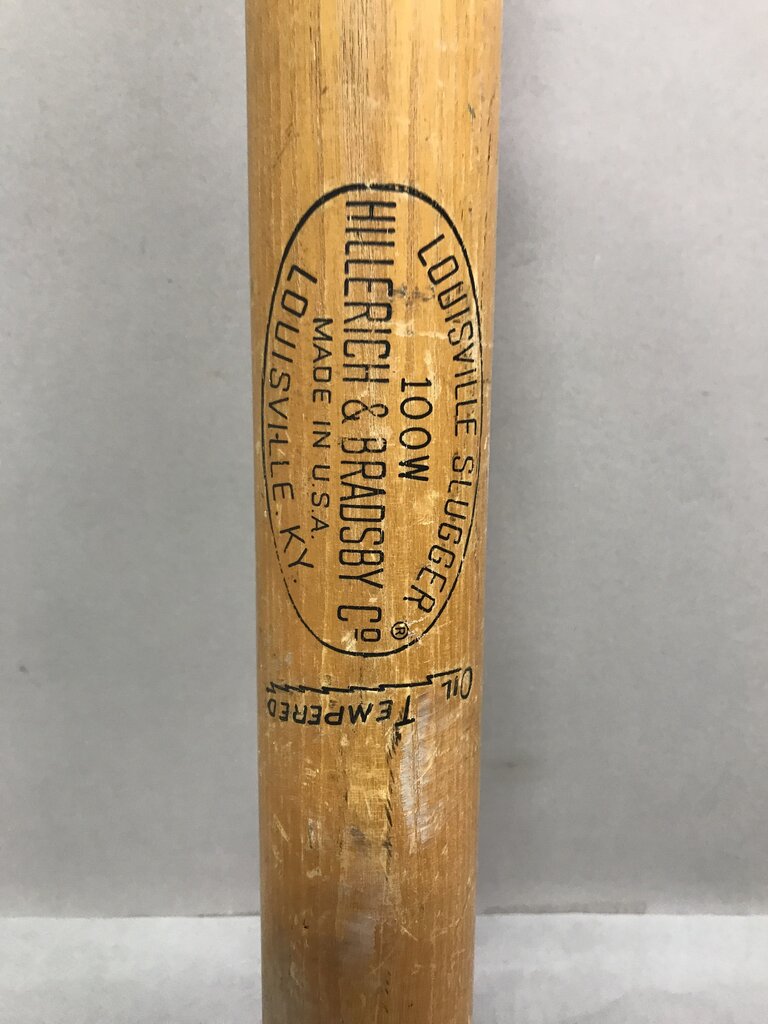 LOUISVILLE SLUGGER
100W
HILLERICH & BRADSBY Cº ®
MADE IN U.S.A.
LOUISVILLE. KY.
OIL
TEMPERED